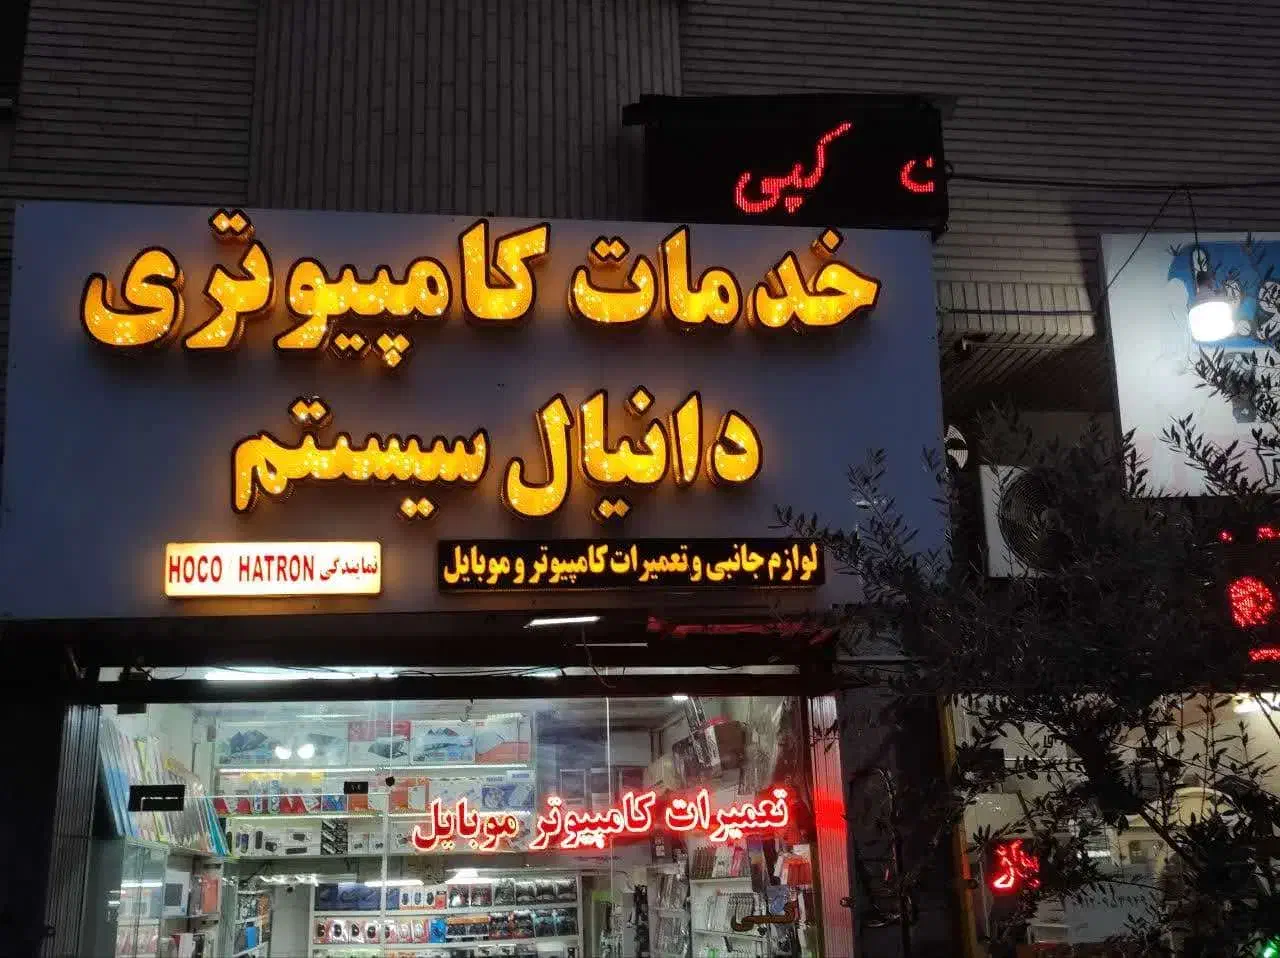 کپی
خدمات کامپیوتری
دانیال سیستم
لوازم جانبی و تعمیرات کامپیوتر و موبایل
نمایندگی HOCO / HATRON
تعمیرات کامپیوتر موبایل